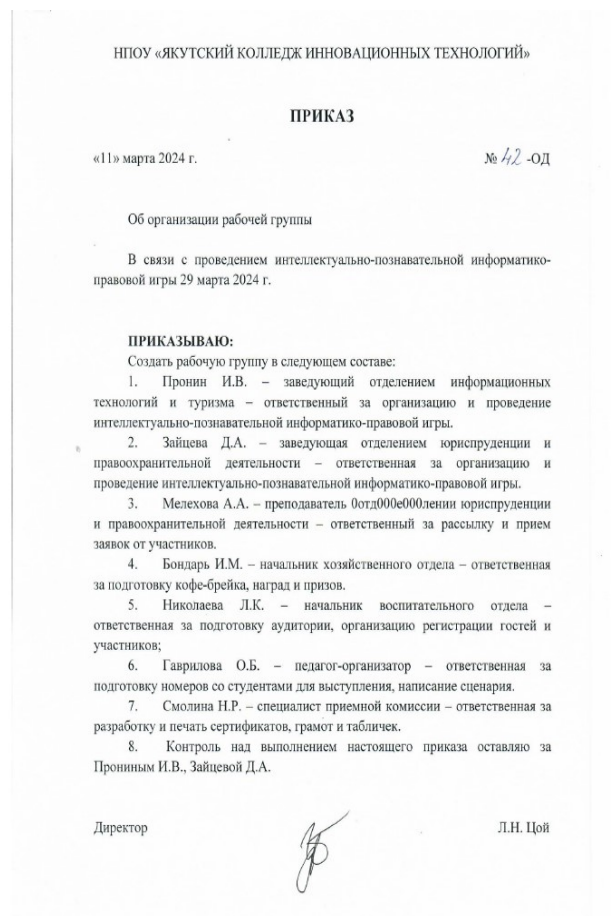 НПОУ «ЯКУТСКИЙ КОЛЛЕДЖ ИННОВАЦИОННЫХ ТЕХНОЛОГИЙ»
ПРИКАЗ
«11» марта 2024 г. № 42 -ОД
Об организации рабочей группы
В связи с проведением интеллектуально-познавательной информатико-
правовой игры 29 марта 2024 г.
ПРИКАЗЫВАЮ:
Создать рабочую группу в следующем составе:
1. Пронин И.В. – заведующий отделением информационных
технологий и туризма – ответственный за организацию и проведение
интеллектуально-познавательной информатико-правовой игры.
2. Зайцева Д.А. – заведующая отделением юриспруденции и
правоохранительной деятельности – ответственная за организацию и
проведение интеллектуально-познавательной информатико-правовой игры.
3. Мелехова А.А. – преподаватель 0отд000е000лении юриспруденции
и правоохранительной деятельности – ответственный за рассылку и прием
заявок от участников.
4. Бондарь И.М. – начальник хозяйственного отдела – ответственная
за подготовку кофе-брейка, наград и призов.
5. Николаева Л.К. – начальник воспитательного отдела –
ответственная за подготовку аудитории, организацию регистрации гостей и
участников;
6. Гаврилова О.Б. – педагог-организатор – ответственная за
подготовку номеров со студентами для выступления, написание сценария.
7. Смолина Н.Р. – специалист приемной комиссии – ответственная за
разработку и печать сертификатов, грамот и табличек.
8. Контроль над выполнением настоящего приказа оставляю за
Прониным И.В., Зайцевой Д.А.
Директор Л.Н. Цой